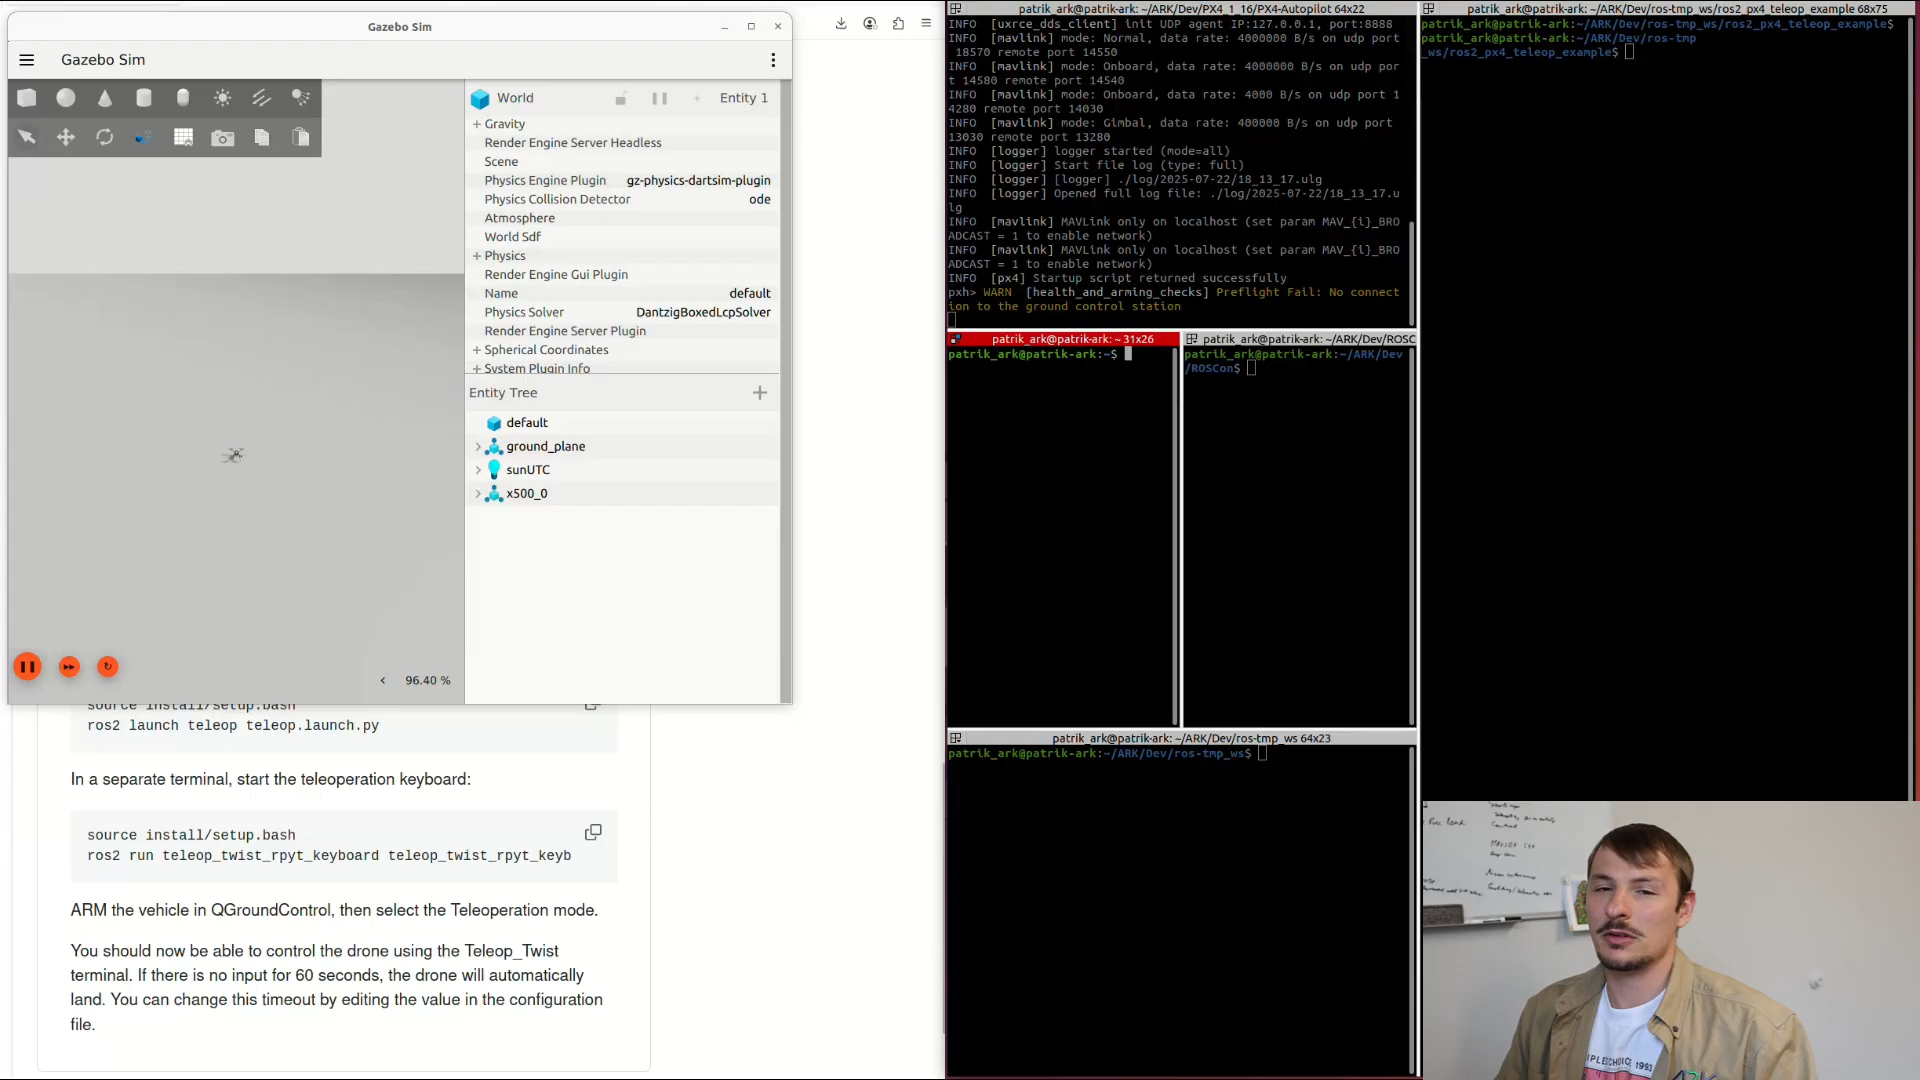 Gazebo Sim
Gazebo Sim
World
Entity 1
Gravity
Render Engine Server Headless
Scene
Physics Engine Plugin gz-physics-dartsim-plugin
Physics Collision Detector ode
Atmosphere
World Sdf
Physics
Render Engine Gui Plugin
Name default
Physics Solver DantzigBoxedLcpSolver
Render Engine Server Plugin
Spherical Coordinates
System Plugin Info
Entity Tree
default
ground_plane
sunUTC
x500_0
96.40 %
source install/setup.bash
ros2 launch teleop teleop.launch.py
In a separate terminal, start the teleoperation keyboard:
source install/setup.bash
ros2 run teleop_twist_rpyt_keyboard teleop_twist_rpyt_keyb
ARM the vehicle in QGroundControl, then select the Teleoperation mode.
You should now be able to control the drone using the Teleop_Twist
terminal. If there is no input for 60 seconds, the drone will automatically
land. You can change this timeout by editing the value in the configuration
file.
patrik_ark@patrik-ark: ~/ARK/Dev/PX4_1_16/PX4-Autopilot 64x22
INFO [uxrce_dds_client] init UDP agent IP:127.0.0.1, port:8888
INFO [mavlink] mode: Normal, data rate: 4000000 B/s on udp port
18570 remote port 14550
INFO [mavlink] mode: Onboard, data rate: 4000000 B/s on udp por
t 14580 remote port 14540
INFO [mavlink] mode: Onboard, data rate: 4000 B/s on udp port 1
4280 remote port 14030
INFO [mavlink] mode: Gimbal, data rate: 400000 B/s on udp port
13030 remote port 13280
INFO [logger] logger started (mode=all)
INFO [logger] Start file log (type: full)
INFO [logger] [logger] ./log/2025-07-22/18_13_17.ulg
INFO [logger] Opened full log file: ./log/2025-07-22/18_13_17.u
lg
INFO [mavlink] MAVLink only on localhost (set param MAV_{i}_BRO
ADCAST = 1 to enable network)
INFO [mavlink] MAVLink only on localhost (set param MAV_{i}_BRO
ADCAST = 1 to enable network)
INFO [px4] Startup script returned successfully
pxh> WARN [health_and_arming_checks] Preflight Fail: No connect
ion to the ground control station
patrik_ark@patrik-ark: ~ 31x26
patrik_ark@patrik-ark:~$
patrik_ark@patrik-ark: ~/ARK/Dev/ROSC
patrik_ark@patrik-ark:~/ARK/Dev
/ROSCon$
patrik_ark@patrik-ark: ~/ARK/Dev/ros-tmp_ws 64x23
patrik_ark@patrik-ark:~/ARK/Dev/ros-tmp_ws$
patrik_ark@patrik-ark: ~/ARK/Dev/ros-tmp_ws/ros2_px4_teleop_example 68x75
patrik_ark@patrik-ark:~/ARK/Dev/ros-tmp_ws/ros2_px4_teleop_example$
patrik_ark@patrik-ark:~/ARK/Dev/ros-tmp
_ws/ros2_px4_teleop_example$